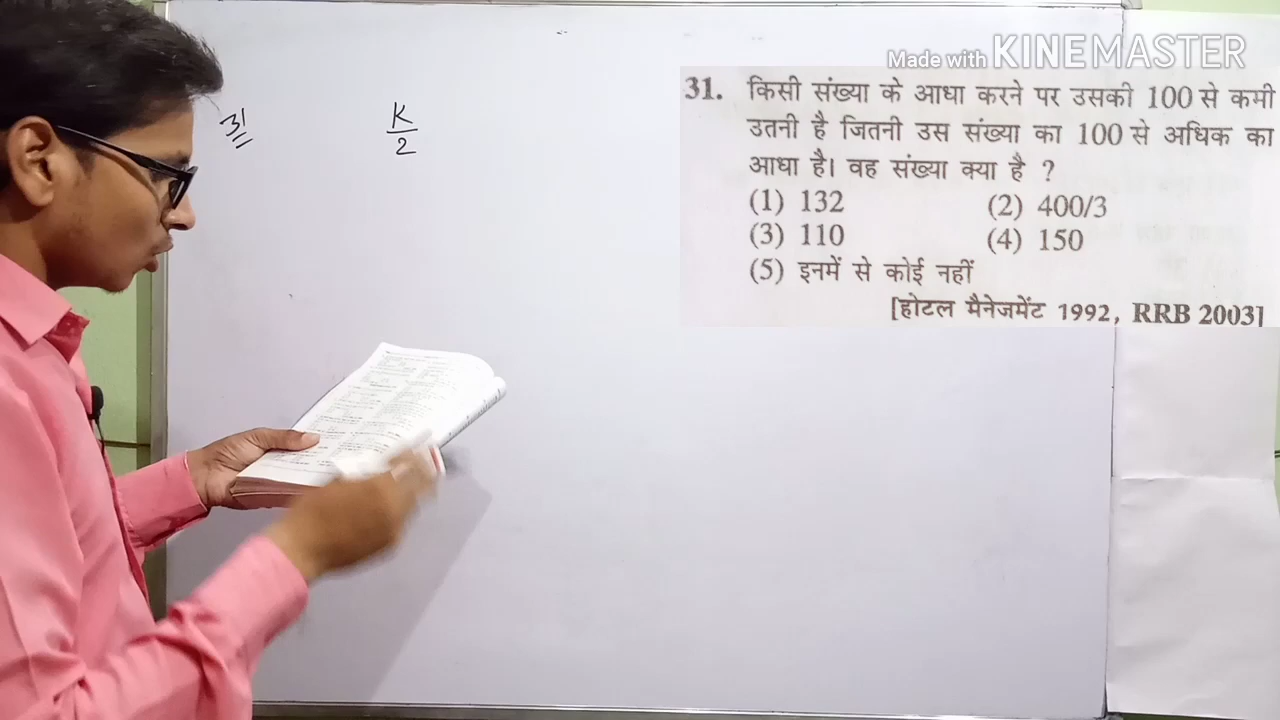 Made with KINEMASTER
31
K
2
31. किसी संख्या के आधा करने पर उसकी 100 से कमी
उतनी है जितनी उस संख्या का 100 से अधिक का
आधा है। वह संख्या क्या है ?
(1) 132 (2) 400/3
(3) 110 (4) 150
(5) इनमें से कोई नहीं
[होटल मैनेजमेंट 1992, RRB 2003]